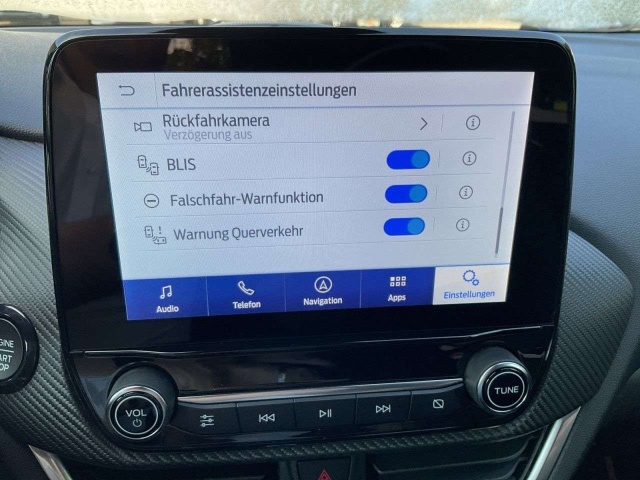 Fahrerassistenzeinstellungen
Rückfahrkamera
Verzögerung aus
BLIS
Falschfahr-Warnfunktion
Warnung Querverkehr
Audio
Telefon
Navigation
Apps
Einstellungen
VOL
TUNE